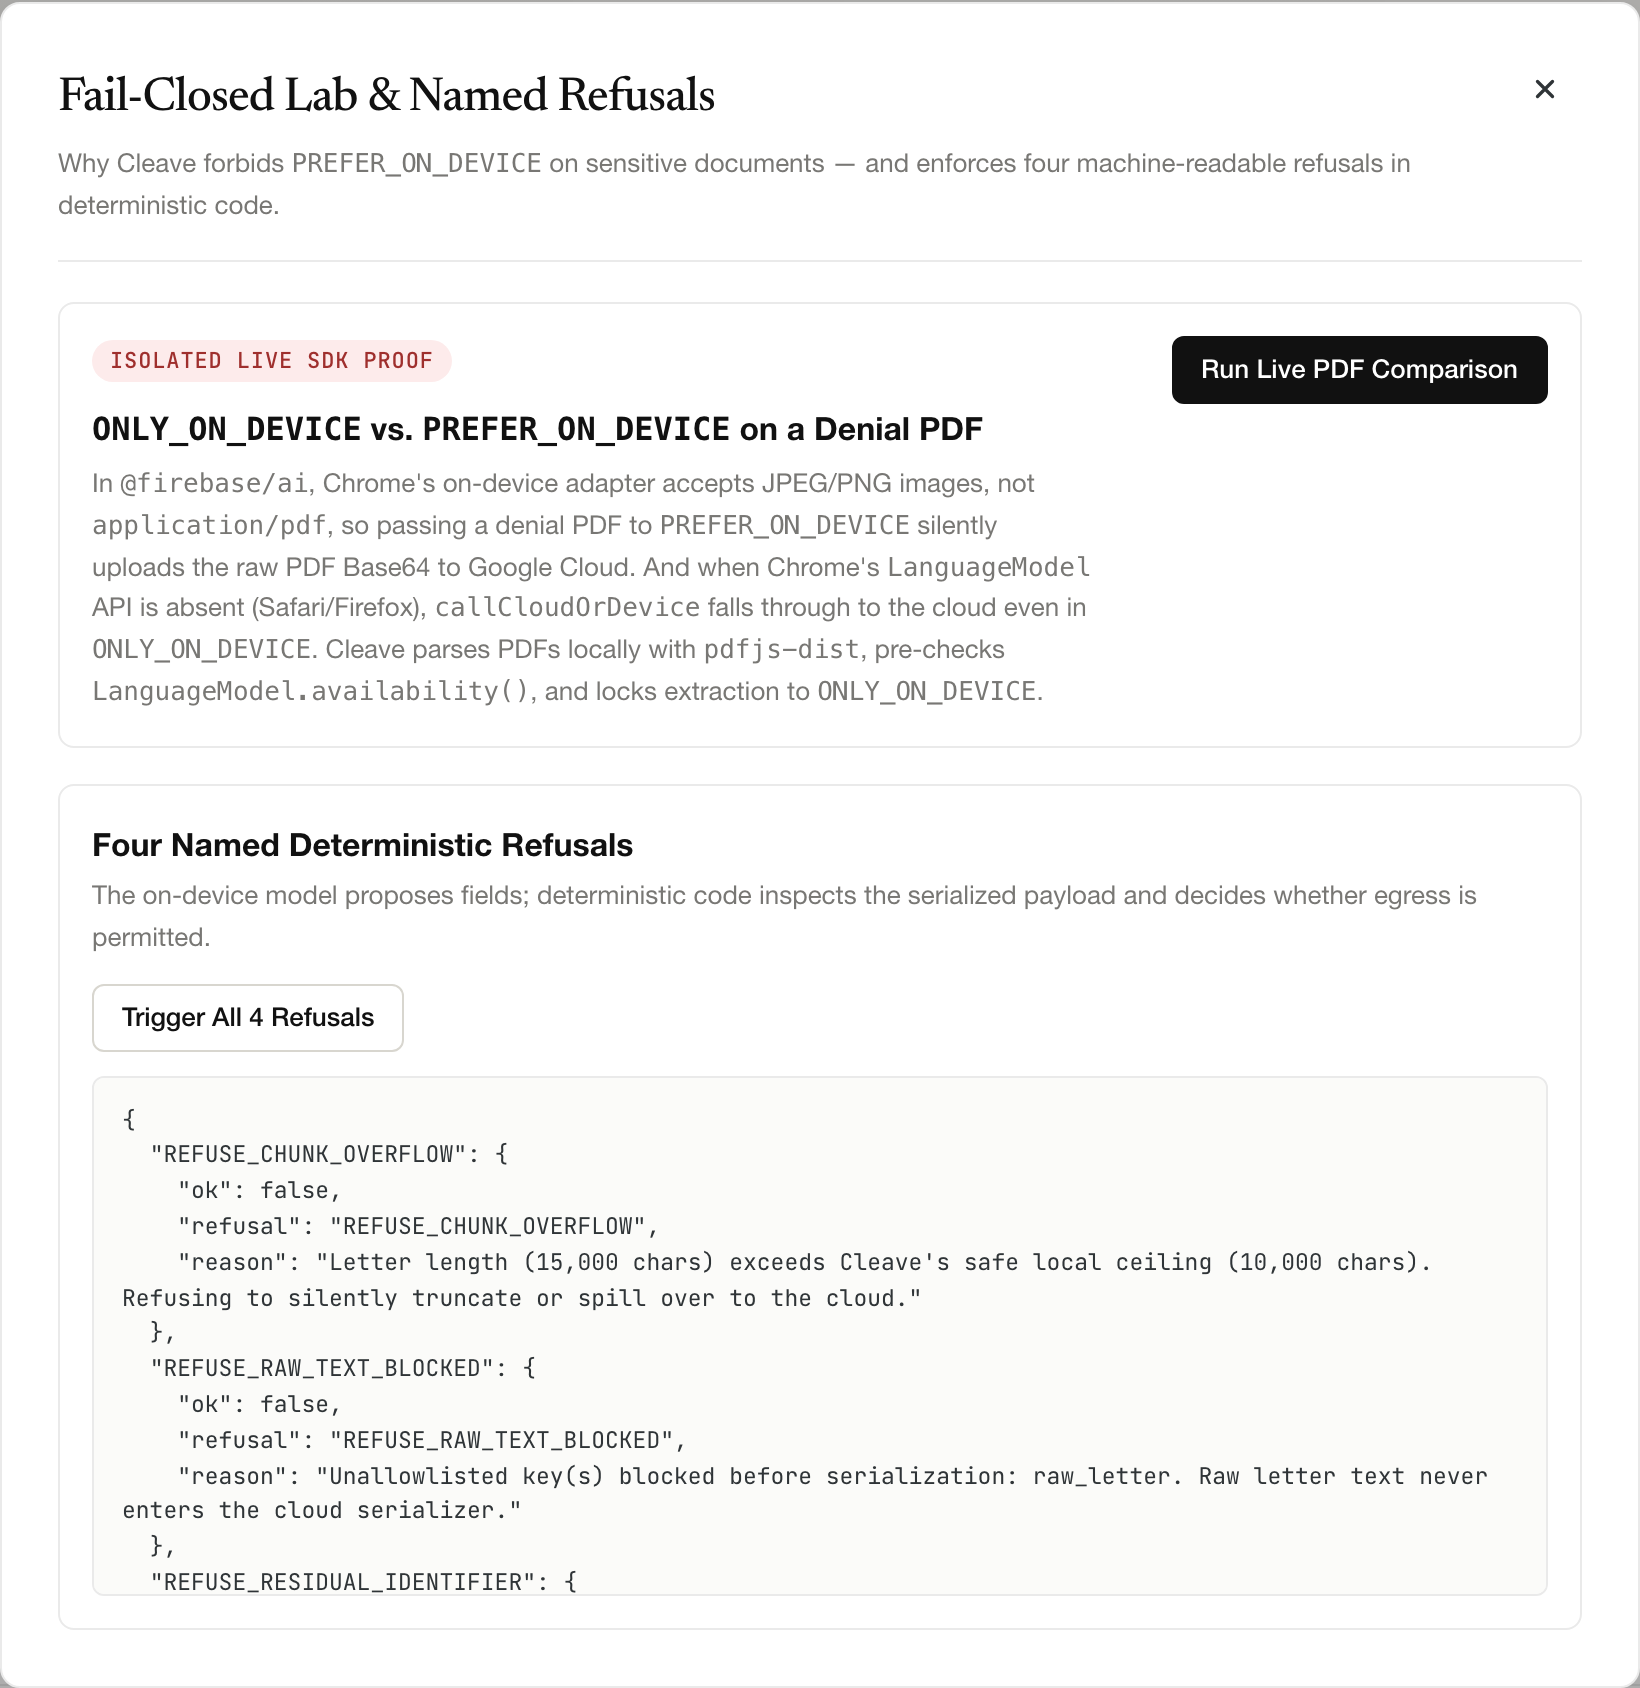 Fail-Closed Lab & Named Refusals
Why Cleave forbids PREFER_ON_DEVICE on sensitive documents — and enforces four machine-readable refusals in
deterministic code.
ISOLATED LIVE SDK PROOF
Run Live PDF Comparison
ONLY_ON_DEVICE vs. PREFER_ON_DEVICE on a Denial PDF
In @firebase/ai, Chrome's on-device adapter accepts JPEG/PNG images, not
application/pdf, so passing a denial PDF to PREFER_ON_DEVICE silently
uploads the raw PDF Base64 to Google Cloud. And when Chrome's LanguageModel
API is absent (Safari/Firefox), callCloudOrDevice falls through to the cloud even in
ONLY_ON_DEVICE. Cleave parses PDFs locally with pdfjs-dist, pre-checks
LanguageModel.availability(), and locks extraction to ONLY_ON_DEVICE.
Four Named Deterministic Refusals
The on-device model proposes fields; deterministic code inspects the serialized payload and decides whether egress is
permitted.
Trigger All 4 Refusals
{
  "REFUSE_CHUNK_OVERFLOW": {
    "ok": false,
    "refusal": "REFUSE_CHUNK_OVERFLOW",
    "reason": "Letter length (15,000 chars) exceeds Cleave's safe local ceiling (10,000 chars).
Refusing to silently truncate or spill over to the cloud."
  },
  "REFUSE_RAW_TEXT_BLOCKED": {
    "ok": false,
    "refusal": "REFUSE_RAW_TEXT_BLOCKED",
    "reason": "Unallowlisted key(s) blocked before serialization: raw_letter. Raw letter text never
enters the cloud serializer."
  },
  "REFUSE_RESIDUAL_IDENTIFIER": {